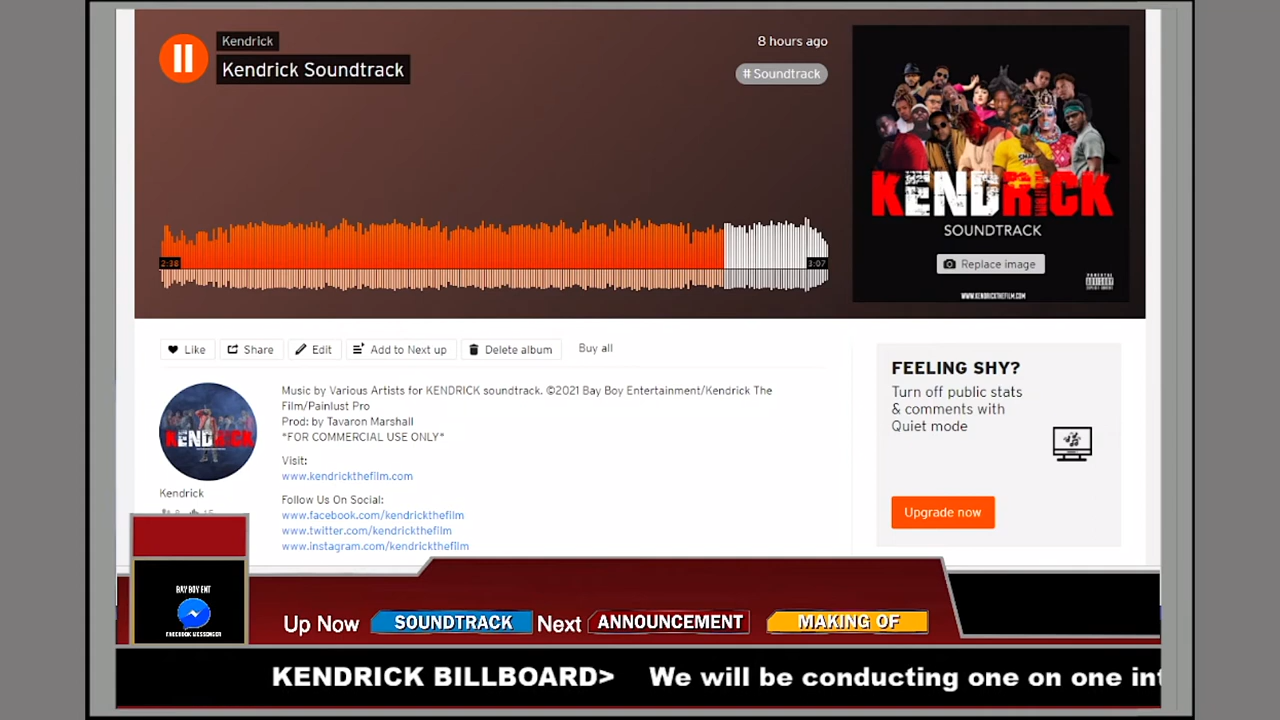 Kendrick
Kendrick Soundtrack
8 hours ago
# Soundtrack
2:38
3:07
KENDRICK
SOUNDTRACK
Replace image
PARENTAL
WWW.KENDRICKTHEFILM.COM
Like
Share
Edit
Add to Next up
Delete album
Buy all
Music by Various Artists for KENDRICK soundtrack. ©2021 Bay Boy Entertainment/Kendrick The
Film/Painlust Pro
Prod: by Tavaron Marshall
*FOR COMMERCIAL USE ONLY*
Visit:
www.kendrickthefilm.com
Follow Us On Social:
www.facebook.com/kendrickthefilm
www.twitter.com/kendrickthefilm
www.instagram.com/kendrickthefilm
KENDRICK
Kendrick
FEELING SHY?
Turn off public stats
& comments with
Quiet mode
Upgrade now
BAY BOY ENT
FACEBOOK MESSENGER
Up Now
SOUNDTRACK
Next
ANNOUNCEMENT
MAKING OF
KENDRICK BILLBOARD>
We will be conducting one on one int